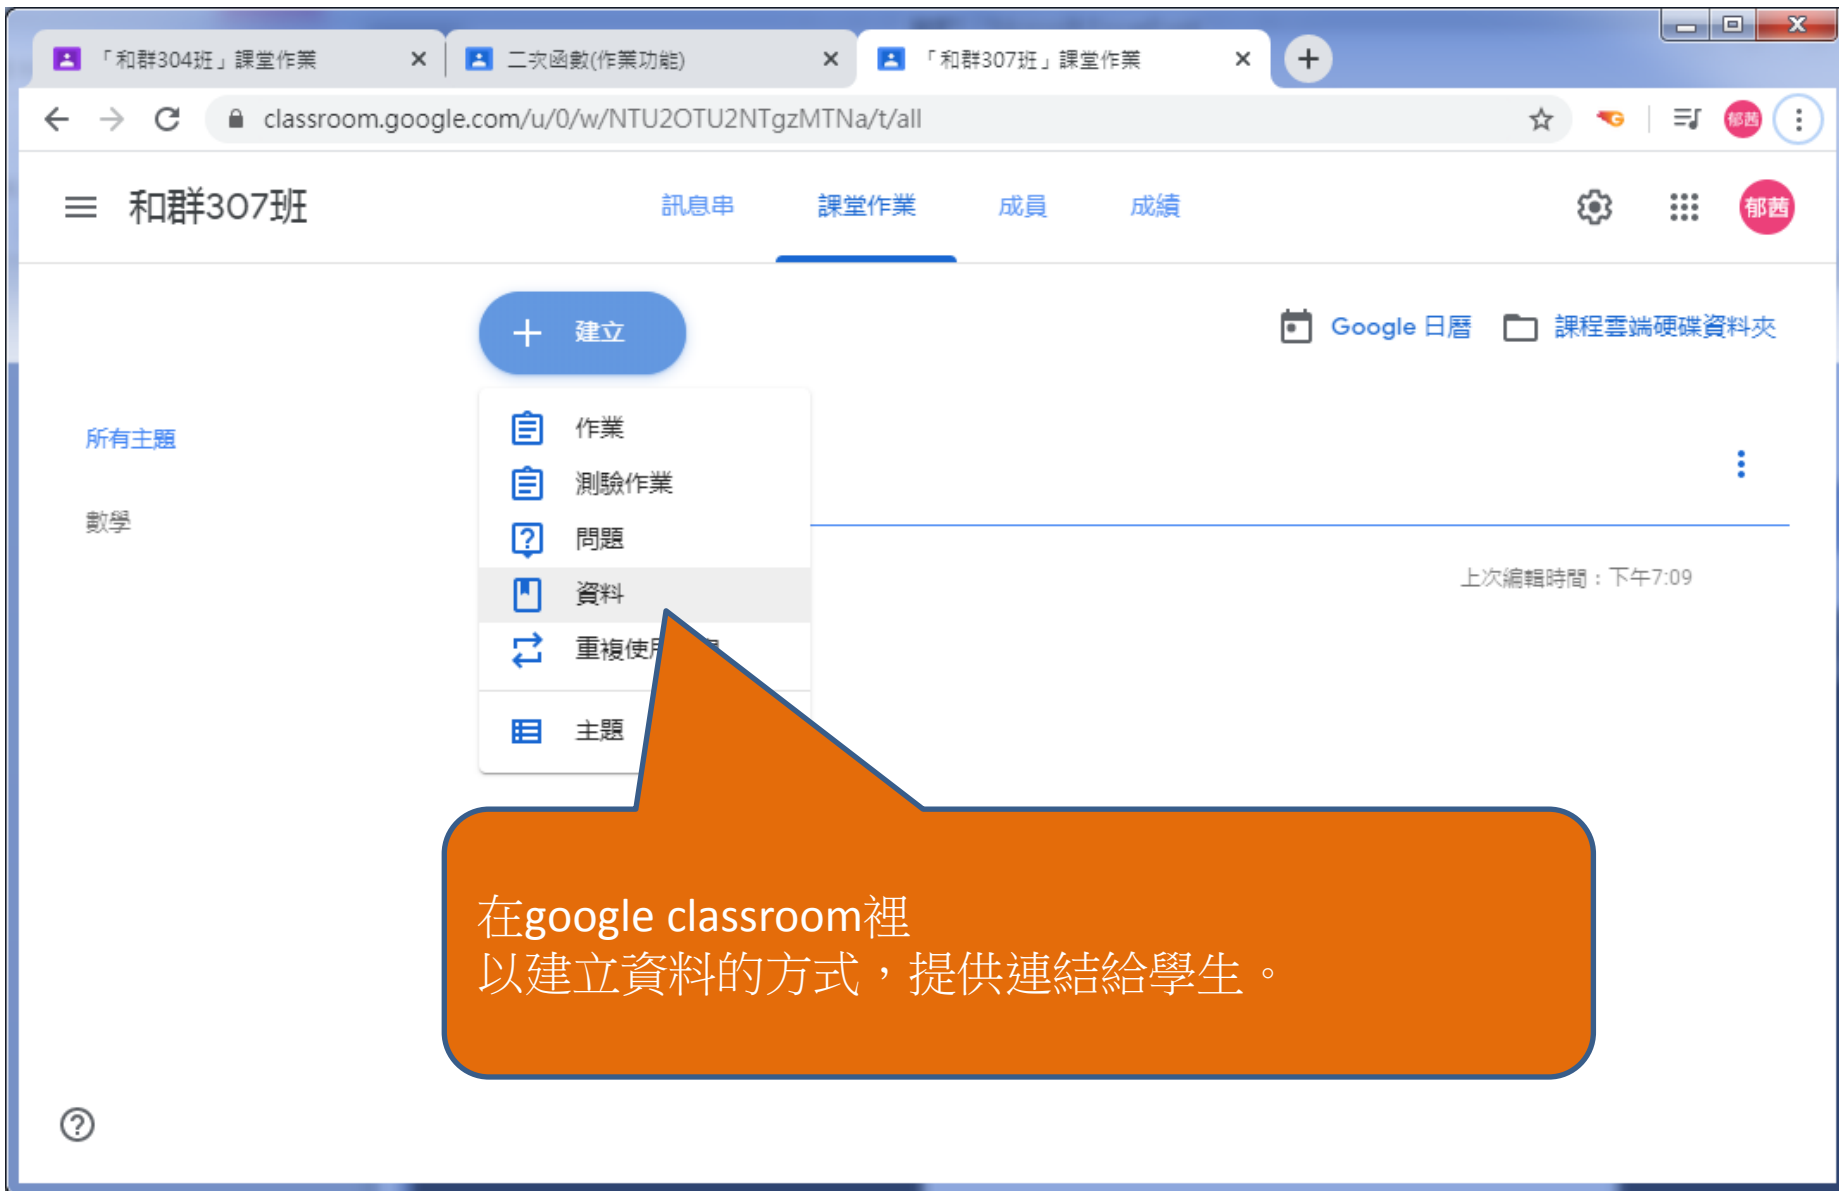 「和群304班」課堂作業
二次函數(作業功能)
「和群307班」課堂作業
classroom.google.com/u/0/w/NTU2OTU2NTgzMTNa/t/all
郁茜
和群307班
訊息串
課堂作業
成員
成績
郁茜
建立
Google 日曆
課程雲端硬碟資料夾
所有主題
數學
作業
測驗作業
問題
資料
重複使
主題
上次編輯時間：下午7:09
在google classroom裡
以建立資料的方式，提供連結給學生。